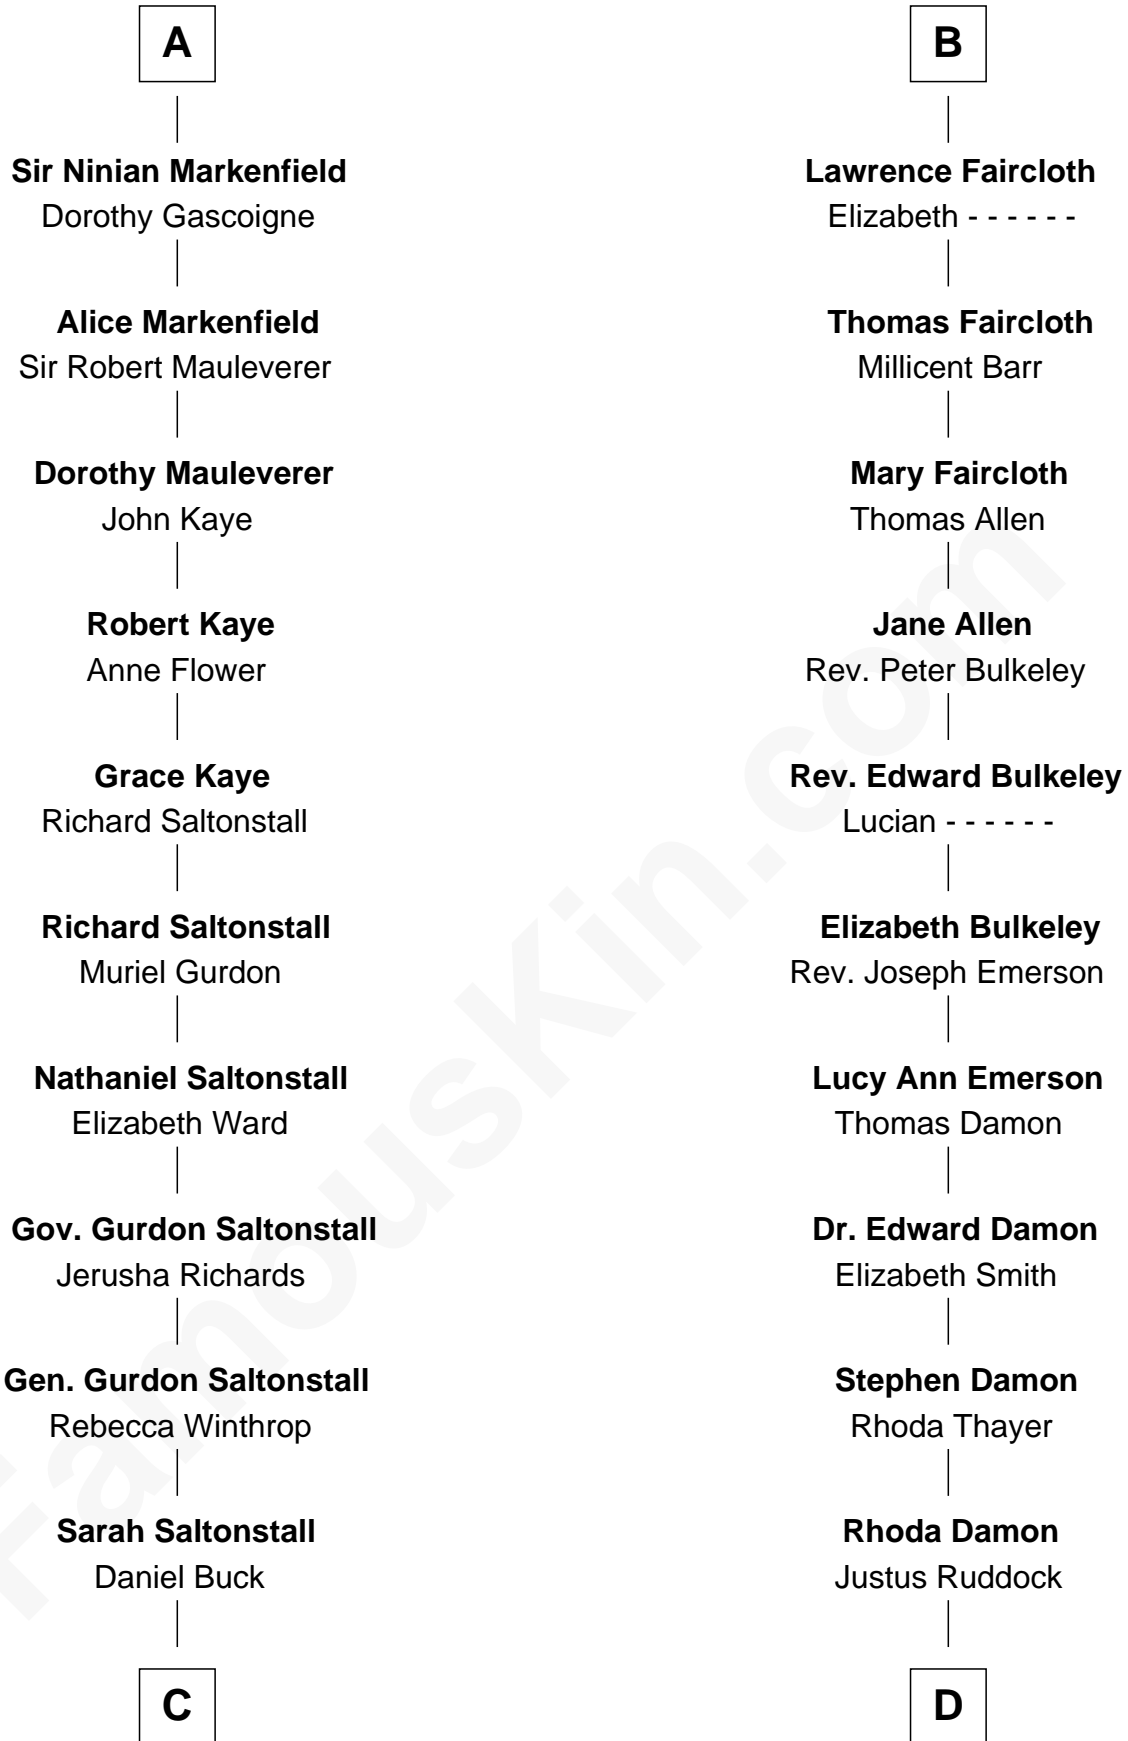 A
Sir Ninian Markenfield
Dorothy Gascoigne
Alice Markenfield
Sir Robert Mauleverer
Dorothy Mauleverer
John Kaye
Robert Kaye
Anne Flower
Grace Kaye
Richard Saltonstall
Richard Saltonstall
Muriel Gurdon
Nathaniel Saltonstall
Elizabeth Ward
Gov. Gurdon Saltonstall
Jerusha Richards
Gen. Gurdon Saltonstall
Rebecca Winthrop
Sarah Saltonstall
Daniel Buck
C
B
Lawrence Faircloth
Elizabeth - - - - - -
Thomas Faircloth
Millicent Barr
Mary Faircloth
Thomas Allen
Jane Allen
Rev. Peter Bulkeley
Rev. Edward Bulkeley
Lucian - - - - - -
Elizabeth Bulkeley
Rev. Joseph Emerson
Lucy Ann Emerson
Thomas Damon
Dr. Edward Damon
Elizabeth Smith
Stephen Damon
Rhoda Thayer
Rhoda Damon
Justus Ruddock
D
FamousKin.com